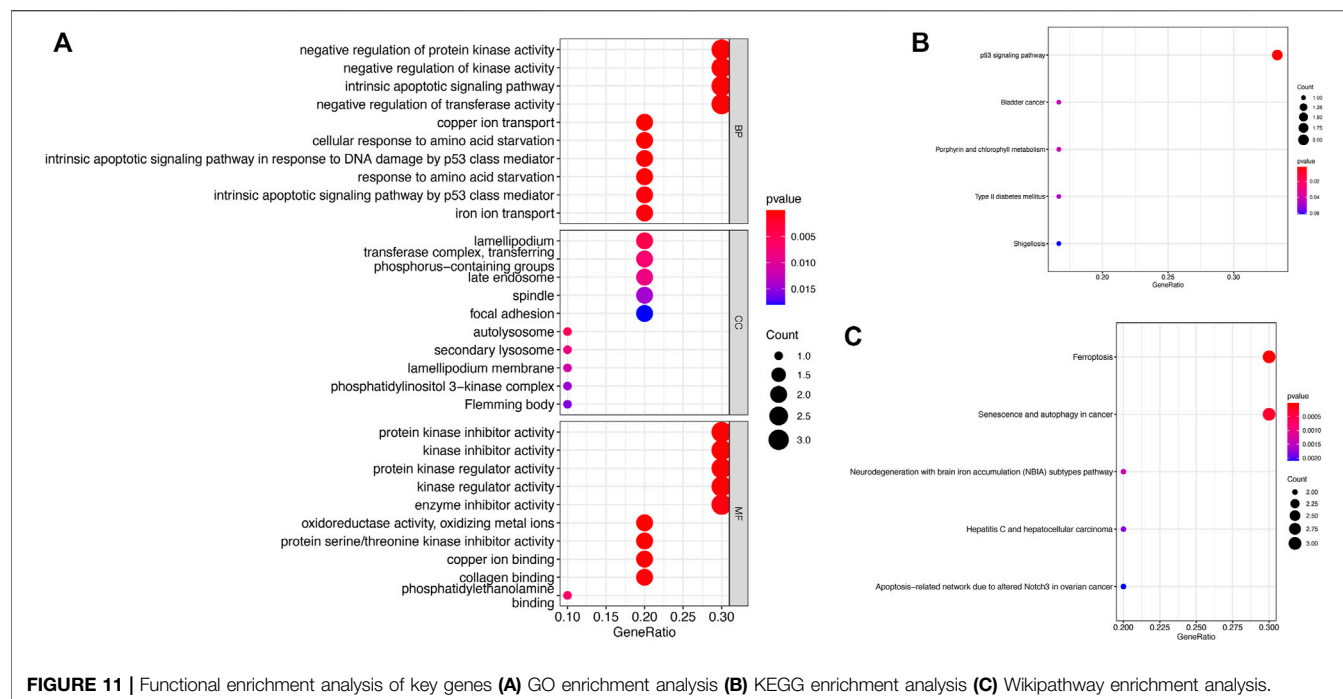 A
negative regulation of protein kinase activity
negative regulation of kinase activity
intrinsic apoptotic signaling pathway
negative regulation of transferase activity
copper ion transport
cellular response to amino acid starvation
intrinsic apoptotic signaling pathway in response to DNA damage by p53 class mediator
response to amino acid starvation
intrinsic apoptotic signaling pathway by p53 class mediator
iron ion transport
BP
lamellipodium
transferase complex, transferring
phosphorus-containing groups
late endosome
spindle
focal adhesion
autolysosome
secondary lysosome
lamellipodium membrane
phosphatidylinositol 3-kinase complex
Flemming body
CC
protein kinase inhibitor activity
kinase inhibitor activity
protein kinase regulator activity
kinase regulator activity
enzyme inhibitor activity
oxidoreductase activity, oxidizing metal ions
protein serine/threonine kinase inhibitor activity
copper ion binding
collagen binding
phosphatidylethanolamine
binding
MF
0.10 0.15 0.20 0.25 0.30
GeneRatio
pvalue
0.005
0.010
0.015
Count
1.0
1.5
2.0
2.5
3.0
B
p53 signaling pathway
Bladder cancer
Porphyrin and chlorophyll metabolism
Type II diabetes mellitus
Shigellosis
0.20 0.25 0.30
GeneRatio
Count
1.00
1.25
1.50
1.75
2.00
pvalue
0.02
0.04
0.06
C
Ferroptosis
Senescence and autophagy in cancer
Neurodegeneration with brain iron accumulation (NBIA) subtypes pathway
Hepatitis C and hepatocellular carcinoma
Apoptosis-related network due to altered Notch3 in ovarian cancer
0.200 0.225 0.250 0.275 0.300
GeneRatio
pvalue
0.0005
0.0010
0.0015
0.0020
Count
2.00
2.25
2.50
2.75
3.00
FIGURE 11 | Functional enrichment analysis of key genes (A) GO enrichment analysis (B) KEGG enrichment analysis (C) Wikipathway enrichment analysis.